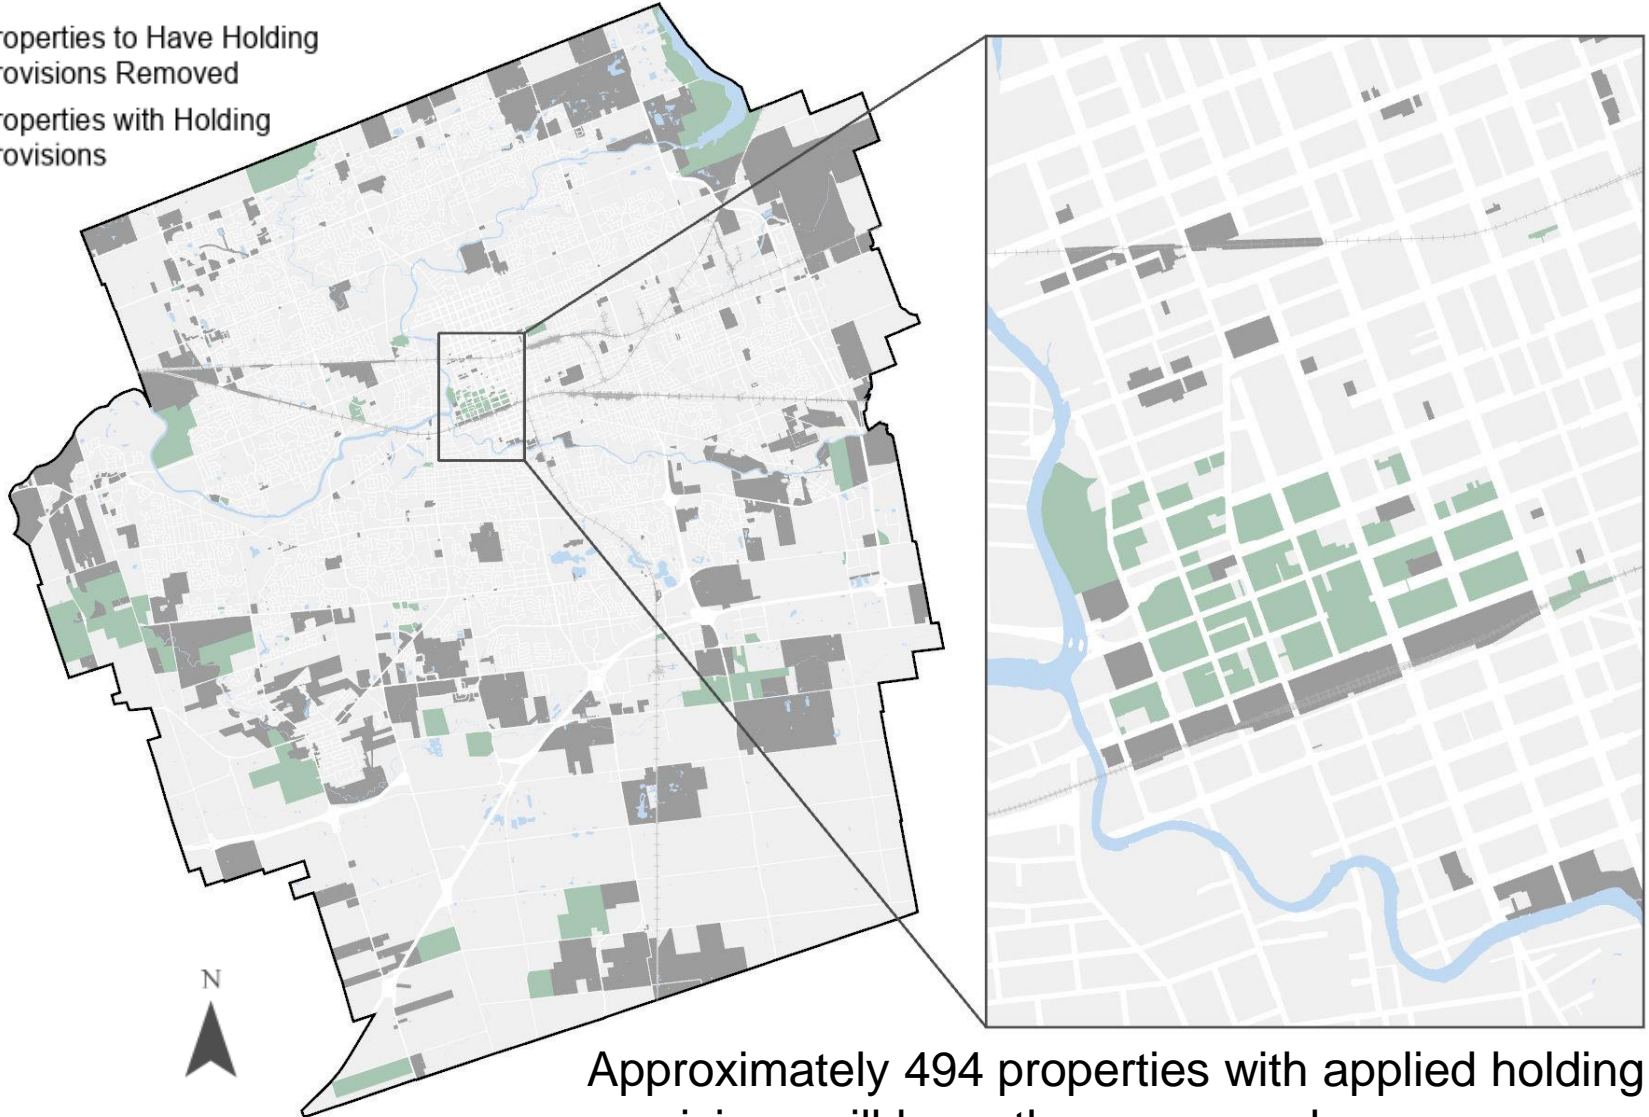 roperties to Have Holding
rovisions Removed
roperties with Holding
rovisions
N
Approximately 494 properties with applied holding